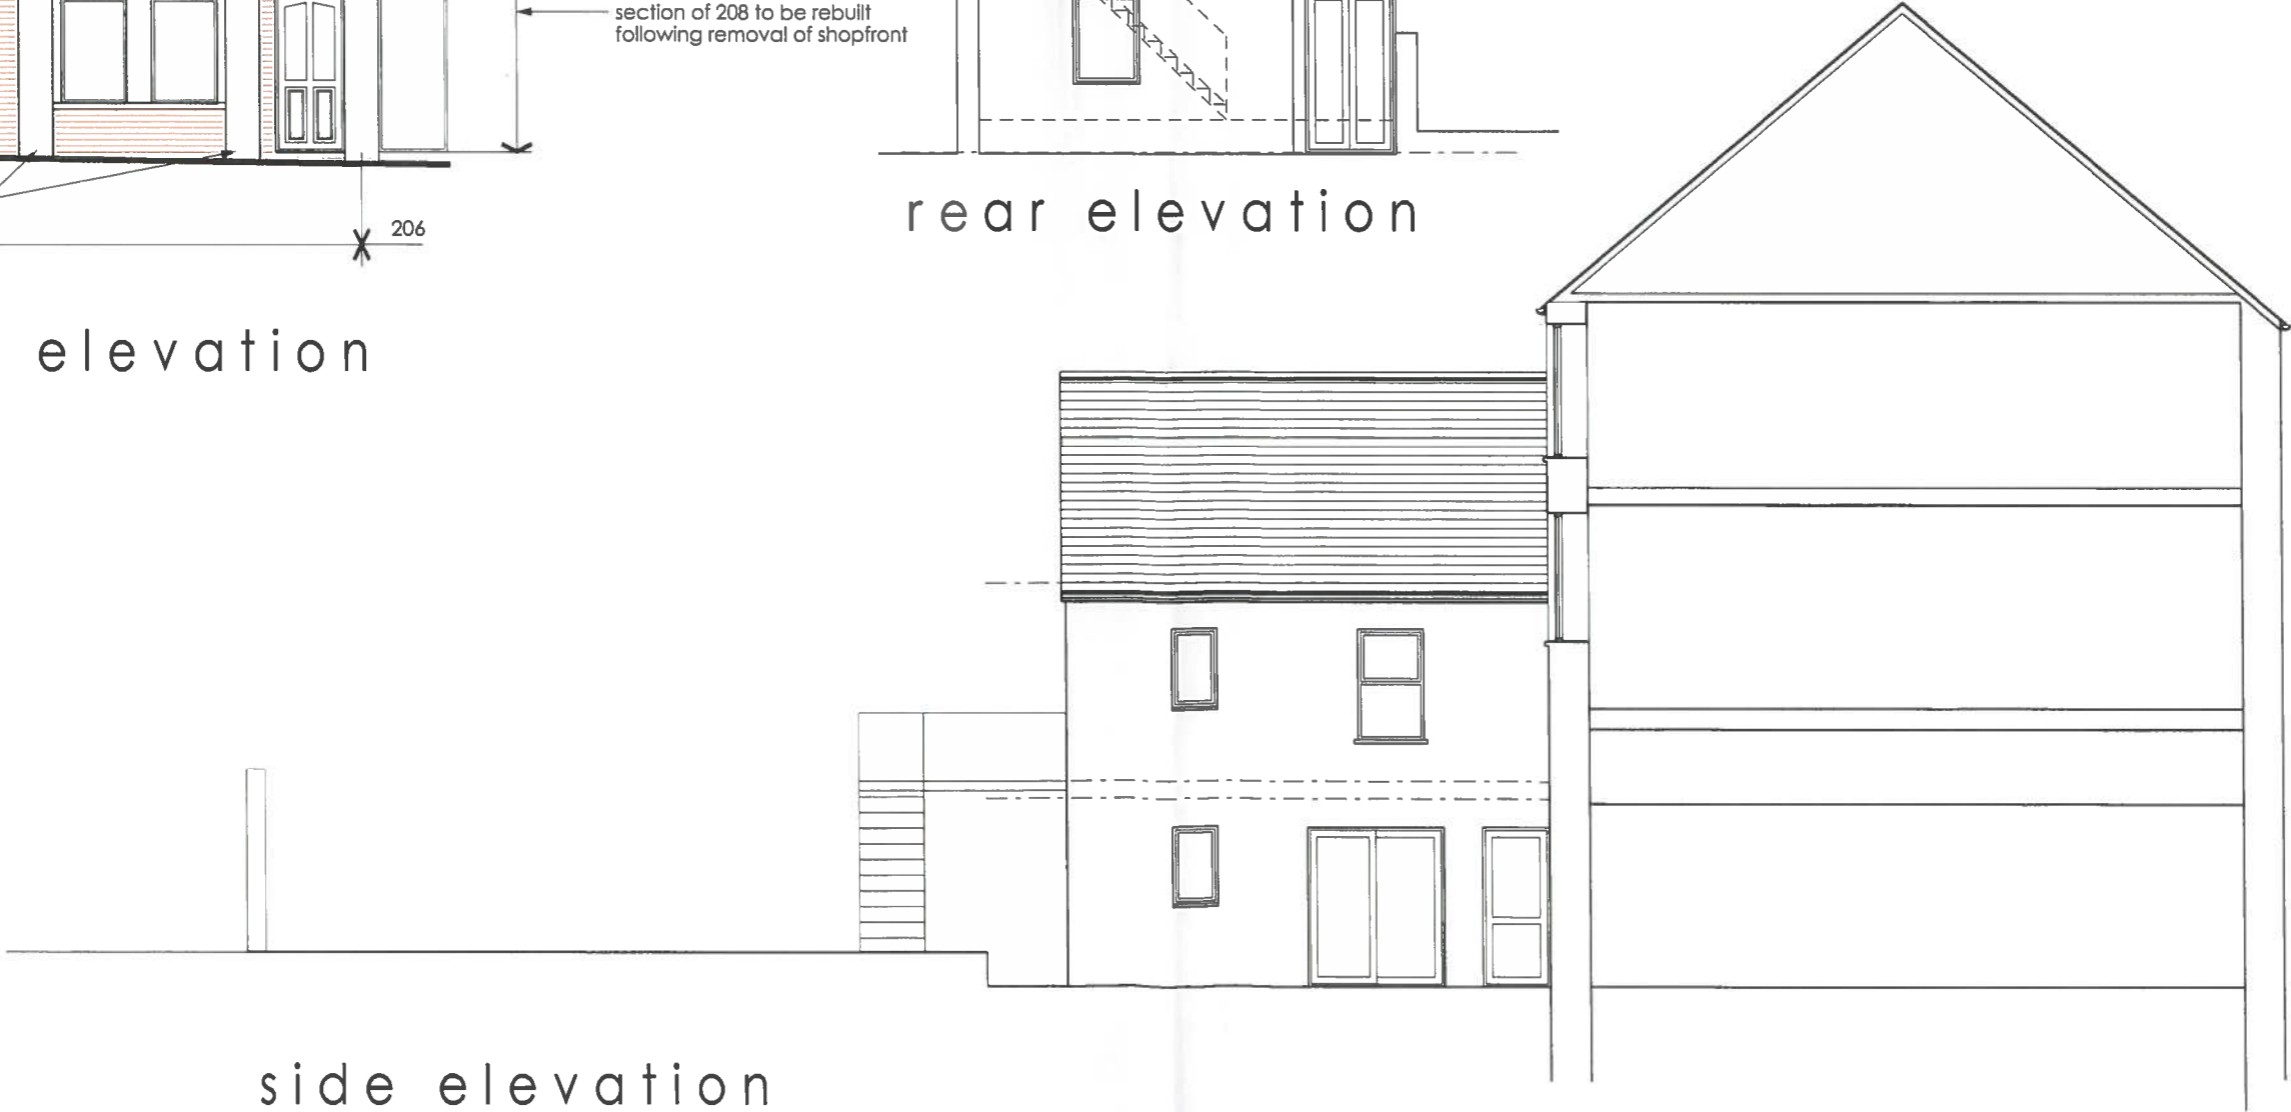 section of 208 to be rebuilt
following removal of shopfront
206
rear elevation
elevation
side elevation